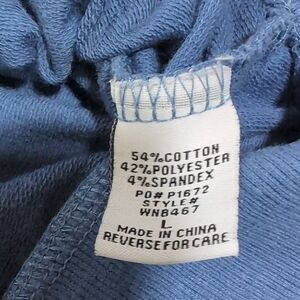 54%COTTON
42%POLYESTER
4%SPANDEX
PO# P1672
STYLE#
WN8467
L
MADE IN CHINA
REVERSE FOR CARE